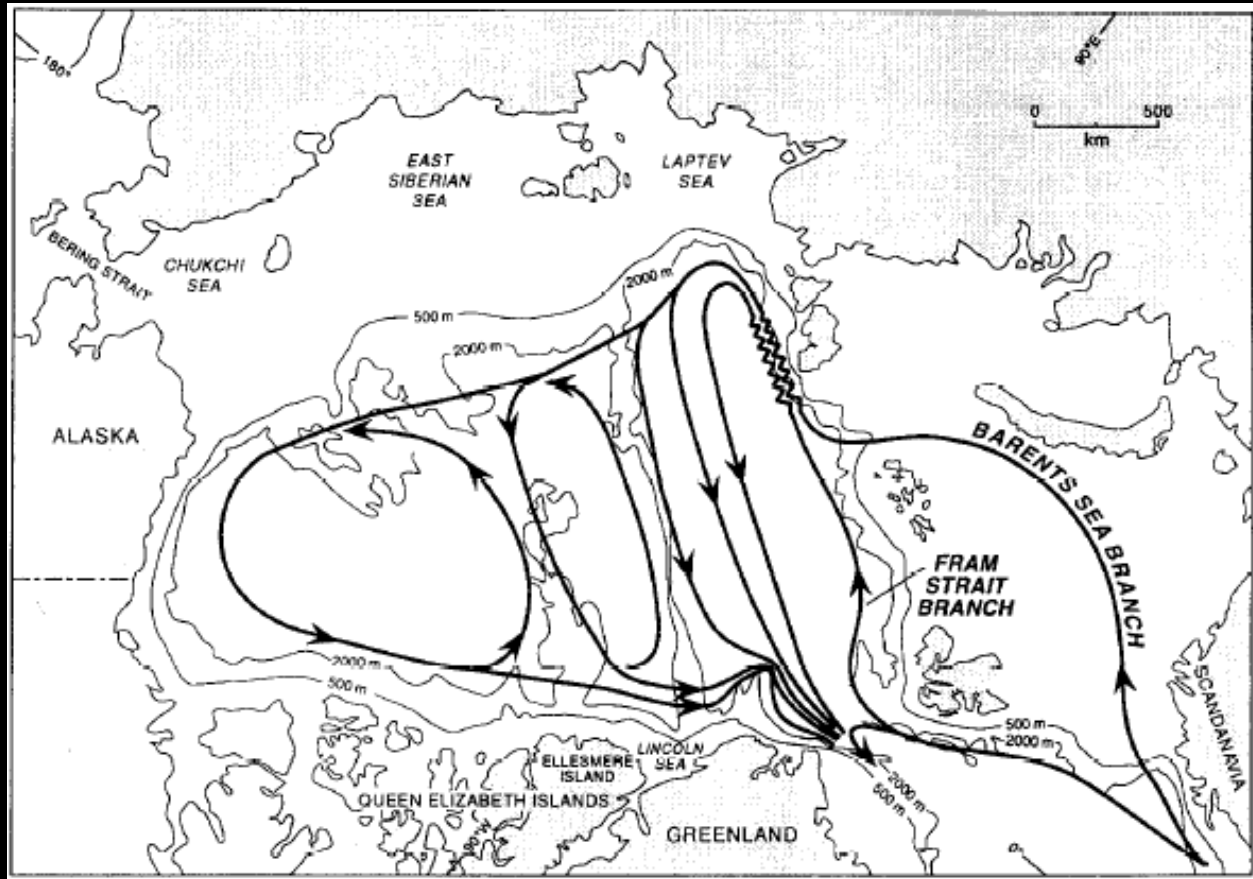 180°
90°E
0 500
km
EAST
SIBERIAN
SEA
LAPTEV
SEA
BERING STRAIT
CHUKCHI
SEA
2000 m
500 m
2000 m
ALASKA
BARENTS SEA BRANCH
FRAM
STRAIT
BRANCH
2000 m
500 m
SCANDANAVIA
500 m
2000 m
LINCOLN
SEA
ELLESMERE
ISLAND
QUEEN ELIZABETH ISLANDS
2000 m
500 m
GREENLAND